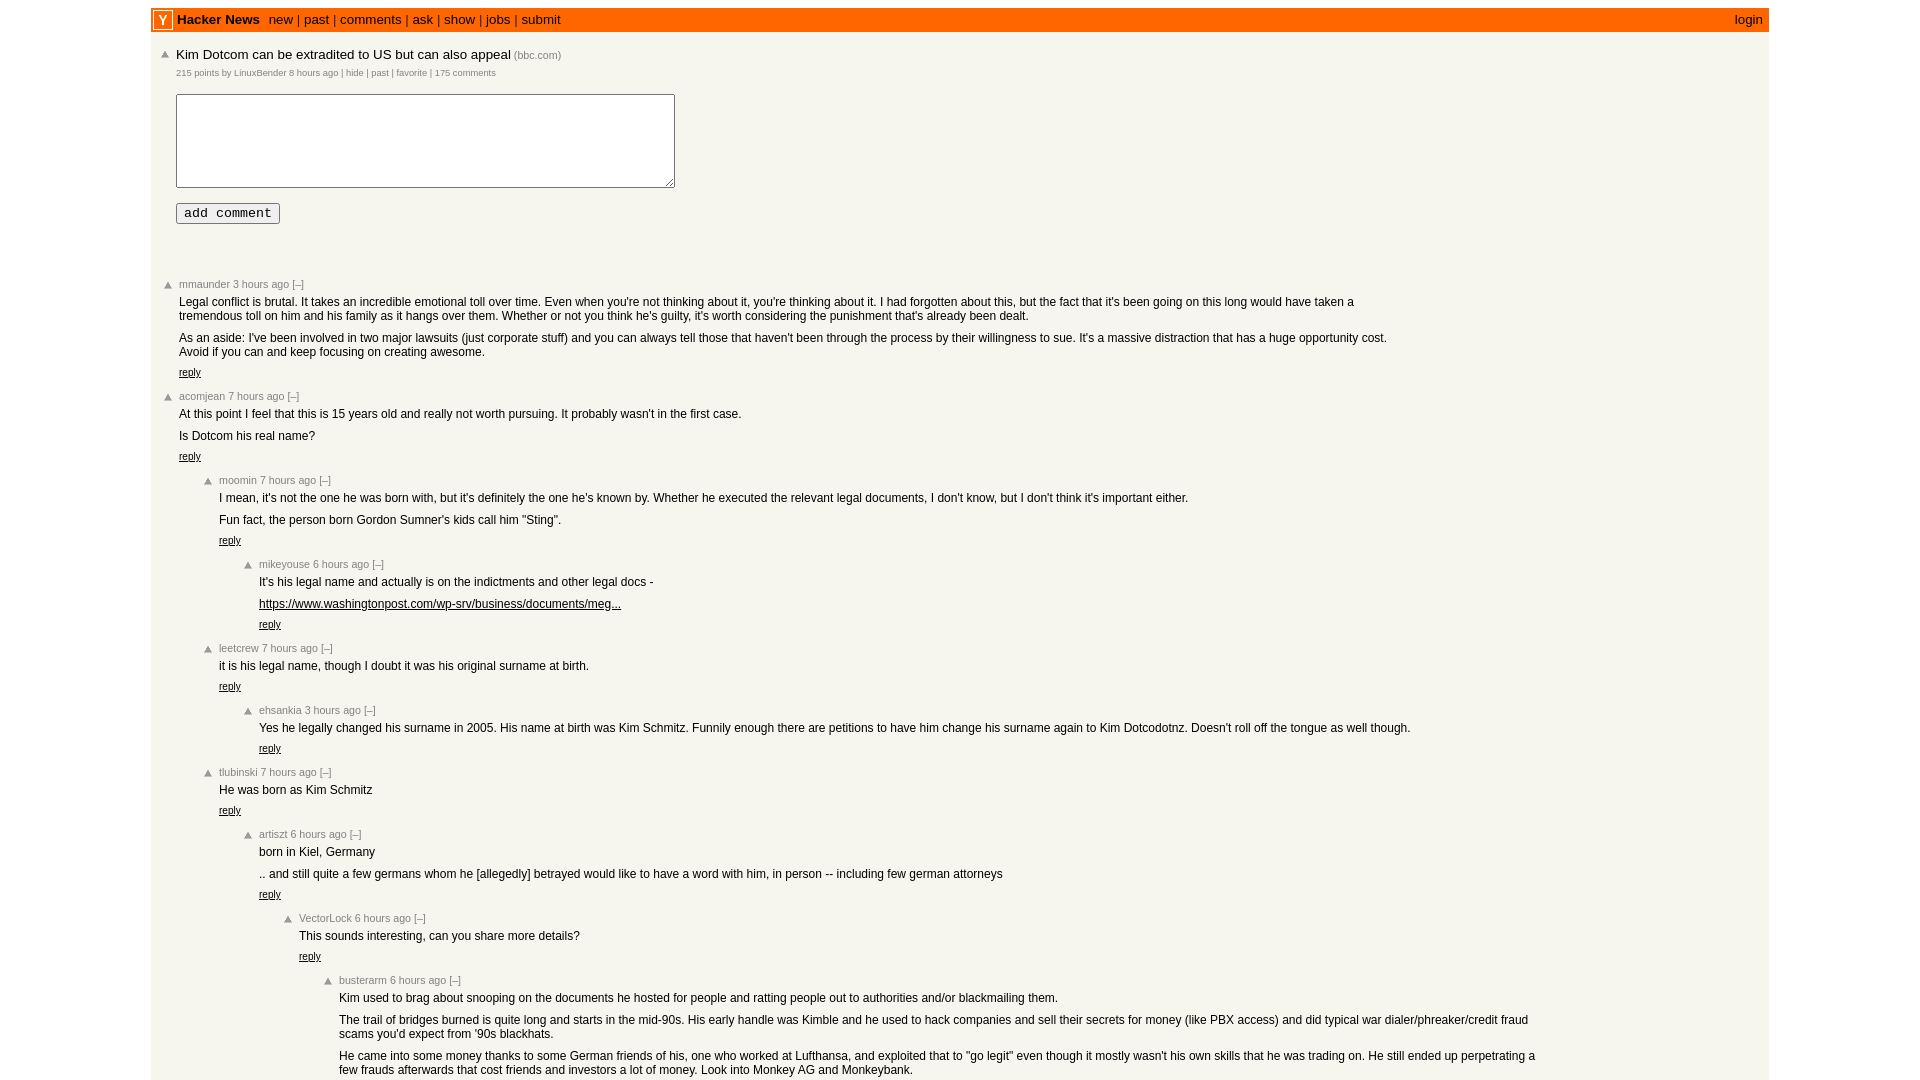 Y Hacker News new | past | comments | ask | show | jobs | submit login
Kim Dotcom can be extradited to US but can also appeal (bbc.com)
215 points by LinuxBender 8 hours ago | hide | past | favorite | 175 comments
add comment
mmaunder 3 hours ago [–]
Legal conflict is brutal. It takes an incredible emotional toll over time. Even when you're not thinking about it, you're thinking about it. I had forgotten about this, but the fact that it's been going on this long would have taken a
tremendous toll on him and his family as it hangs over them. Whether or not you think he's guilty, it's worth considering the punishment that's already been dealt.
As an aside: I've been involved in two major lawsuits (just corporate stuff) and you can always tell those that haven't been through the process by their willingness to sue. It's a massive distraction that has a huge opportunity cost.
Avoid if you can and keep focusing on creating awesome.
reply
acomjean 7 hours ago [–]
At this point I feel that this is 15 years old and really not worth pursuing. It probably wasn't in the first case.
Is Dotcom his real name?
reply
moomin 7 hours ago [–]
I mean, it's not the one he was born with, but it's definitely the one he's known by. Whether he executed the relevant legal documents, I don't know, but I don't think it's important either.
Fun fact, the person born Gordon Sumner's kids call him "Sting".
reply
mikeyouse 6 hours ago [–]
It's his legal name and actually is on the indictments and other legal docs -
https://www.washingtonpost.com/wp-srv/business/documents/meg...
reply
leetcrew 7 hours ago [–]
it is his legal name, though I doubt it was his original surname at birth.
reply
ehsankia 3 hours ago [–]
Yes he legally changed his surname in 2005. His name at birth was Kim Schmitz. Funnily enough there are petitions to have him change his surname again to Kim Dotcodotnz. Doesn't roll off the tongue as well though.
reply
tlubinski 7 hours ago [–]
He was born as Kim Schmitz
reply
artiszt 6 hours ago [–]
born in Kiel, Germany
.. and still quite a few germans whom he [allegedly] betrayed would like to have a word with him, in person -- including few german attorneys
reply
VectorLock 6 hours ago [–]
This sounds interesting, can you share more details?
reply
busterarm 6 hours ago [–]
Kim used to brag about snooping on the documents he hosted for people and ratting people out to authorities and/or blackmailing them.
The trail of bridges burned is quite long and starts in the mid-90s. His early handle was Kimble and he used to hack companies and sell their secrets for money (like PBX access) and did typical war dialer/phreaker/credit fraud
scams you'd expect from '90s blackhats.
He came into some money thanks to some German friends of his, one who worked at Lufthansa, and exploited that to "go legit" even though it mostly wasn't his own skills that he was trading on. He still ended up perpetrating a
few frauds afterwards that cost friends and investors a lot of money. Look into Monkey AG and Monkeybank.